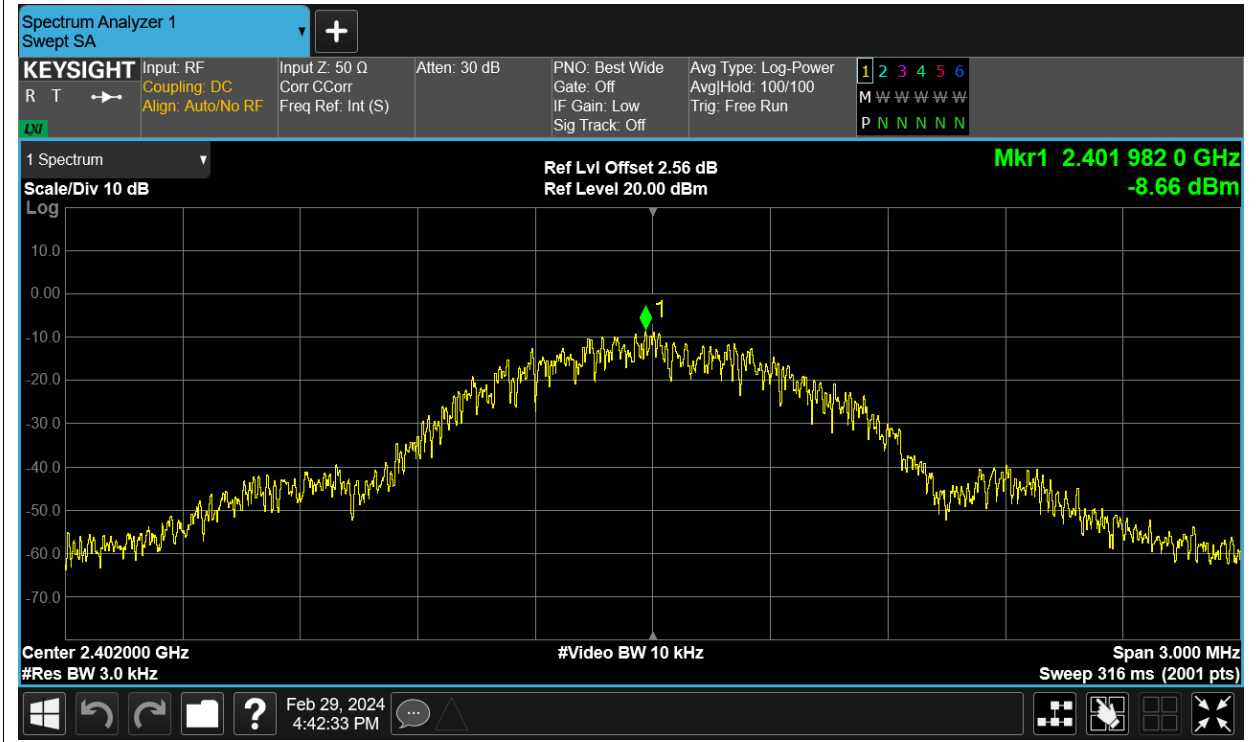 Spectrum Analyzer 1
Swept SA
KEYSIGHT
R T
LXI
Input: RF
Coupling: DC
Align: Auto/No RF
Input Z: 50 Ω
Corr CCorr
Freq Ref: Int (S)
Atten: 30 dB
PNO: Best Wide
Gate: Off
IF Gain: Low
Sig Track: Off
Avg Type: Log-Power
Avg|Hold: 100/100
Trig: Free Run
1 2 3 4 5 6
M W W W W W
P N N N N N
1 Spectrum
Scale/Div 10 dB
Log
Ref Lvl Offset 2.56 dB
Ref Level 20.00 dBm
Mkr1 2.401 982 0 GHz
-8.66 dBm
10.0
0.00
-10.0
-20.0
-30.0
-40.0
-50.0
-60.0
-70.0
1
Center 2.402000 GHz
#Res BW 3.0 kHz
#Video BW 10 kHz
Span 3.000 MHz
Sweep 316 ms (2001 pts)
?
Feb 29, 2024
4:42:33 PM